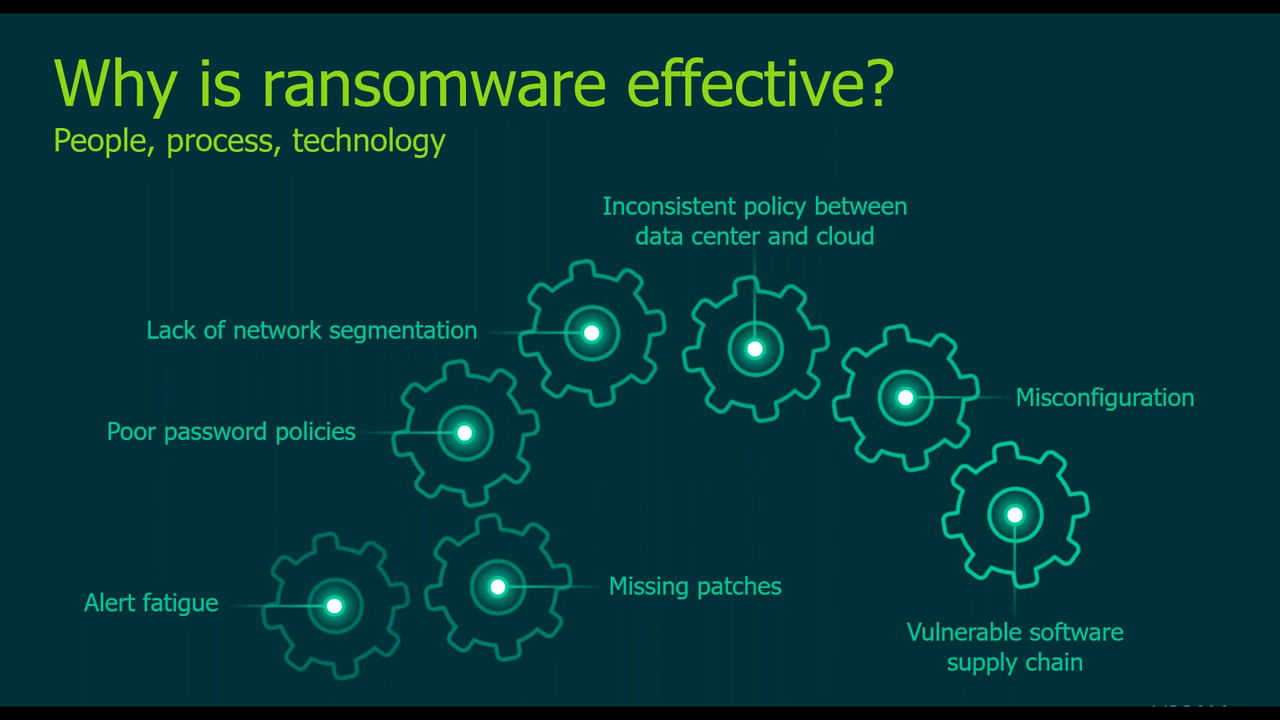 Why is ransomware effective?
People, process, technology
Inconsistent policy between
data center and cloud
Lack of network segmentation
Misconfiguration
Poor password policies
Alert fatigue
Missing patches
Vulnerable software
supply chain